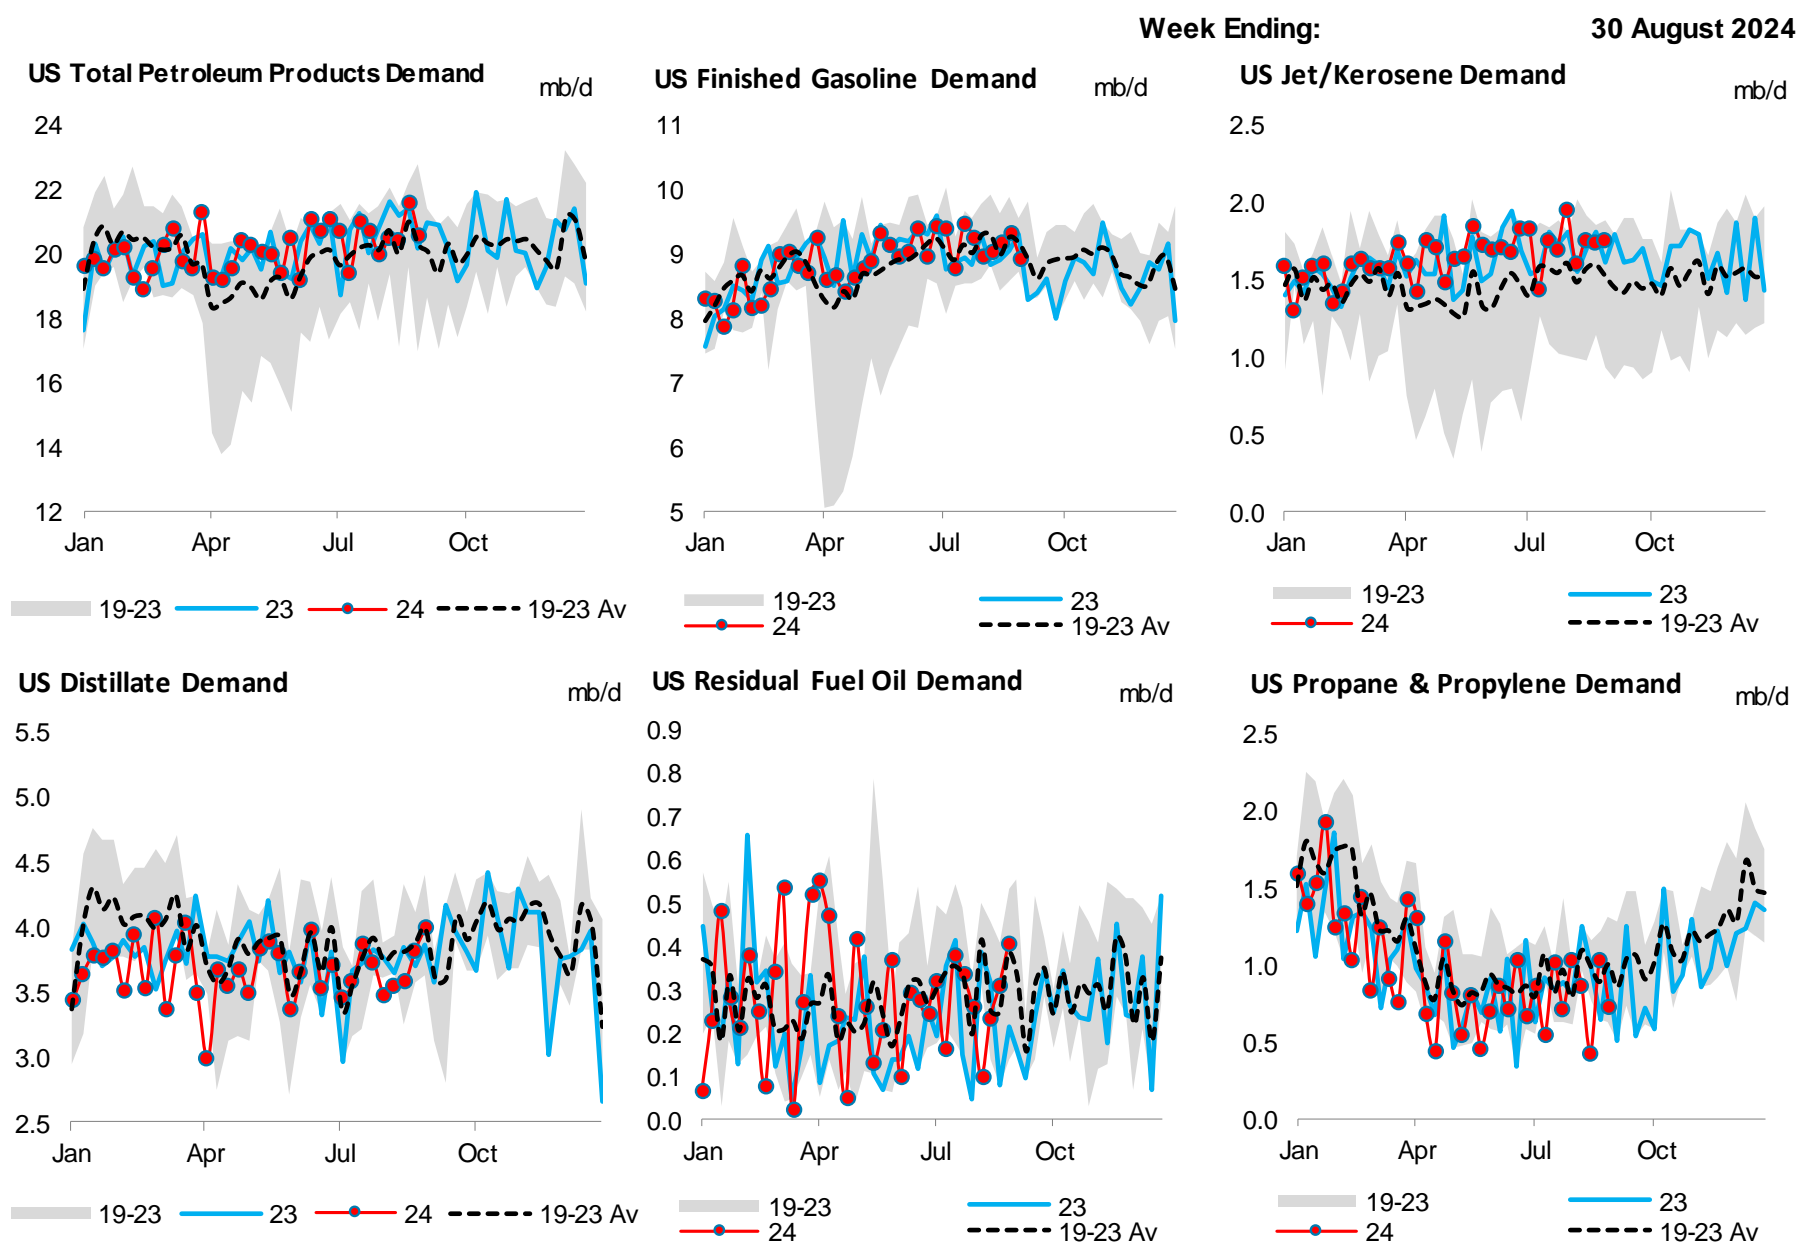 Week Ending: 30 August 2024
US Total Petroleum Products Demand
mb/d
24
22
20
18
16
14
12
Jan Apr Jul Oct
19-23 23 24 19-23 Av
US Finished Gasoline Demand
mb/d
11
10
9
8
7
6
5
Jan Apr Jul Oct
19-23 23
24 19-23 Av
US Jet/Kerosene Demand
mb/d
2.5
2.0
1.5
1.0
0.5
0.0
Jan Apr Jul Oct
19-23 23
24 19-23 Av
US Distillate Demand
mb/d
5.5
5.0
4.5
4.0
3.5
3.0
2.5
Jan Apr Jul Oct
19-23 23 24 19-23 Av
US Residual Fuel Oil Demand
mb/d
0.9
0.8
0.7
0.6
0.5
0.4
0.3
0.2
0.1
0.0
Jan Apr Jul Oct
19-23 23
24 19-23 Av
US Propane & Propylene Demand
mb/d
2.5
2.0
1.5
1.0
0.5
0.0
Jan Apr Jul Oct
19-23 23
24 19-23 Av